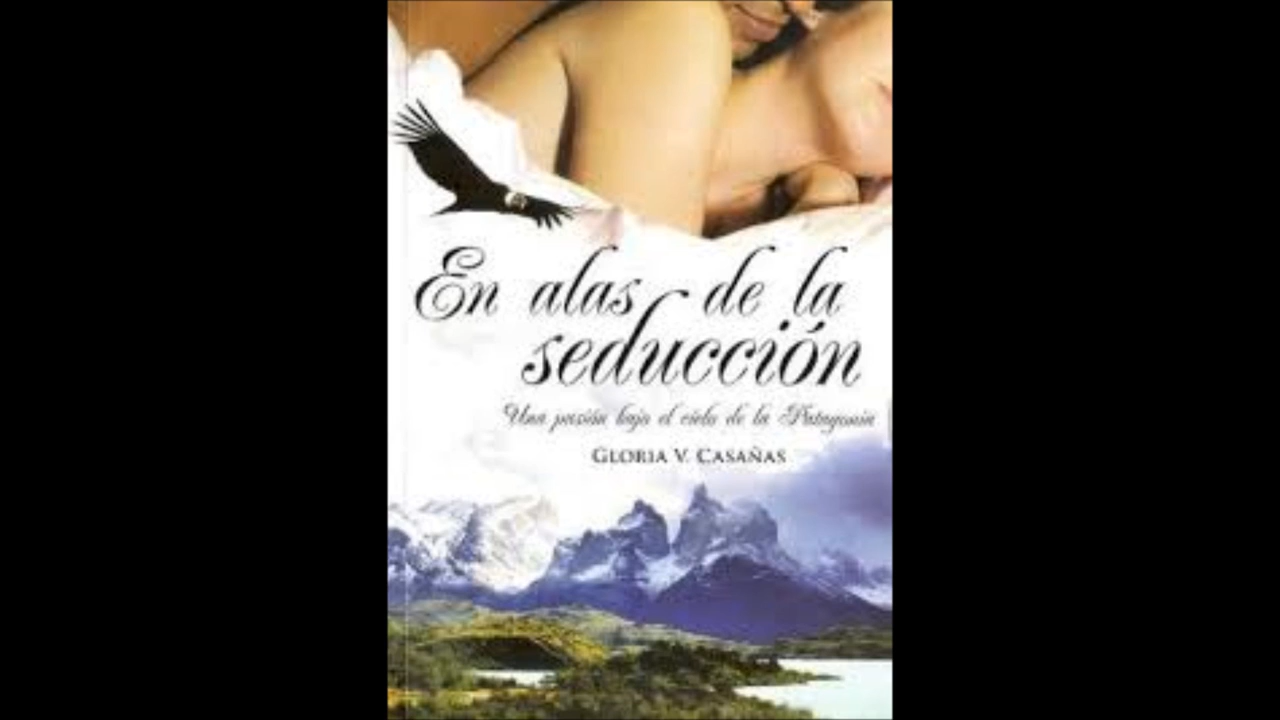 En alas de la
seducción
Una pasión bajo el cielo de la Patagonia
GLORIA V. CASAÑAS